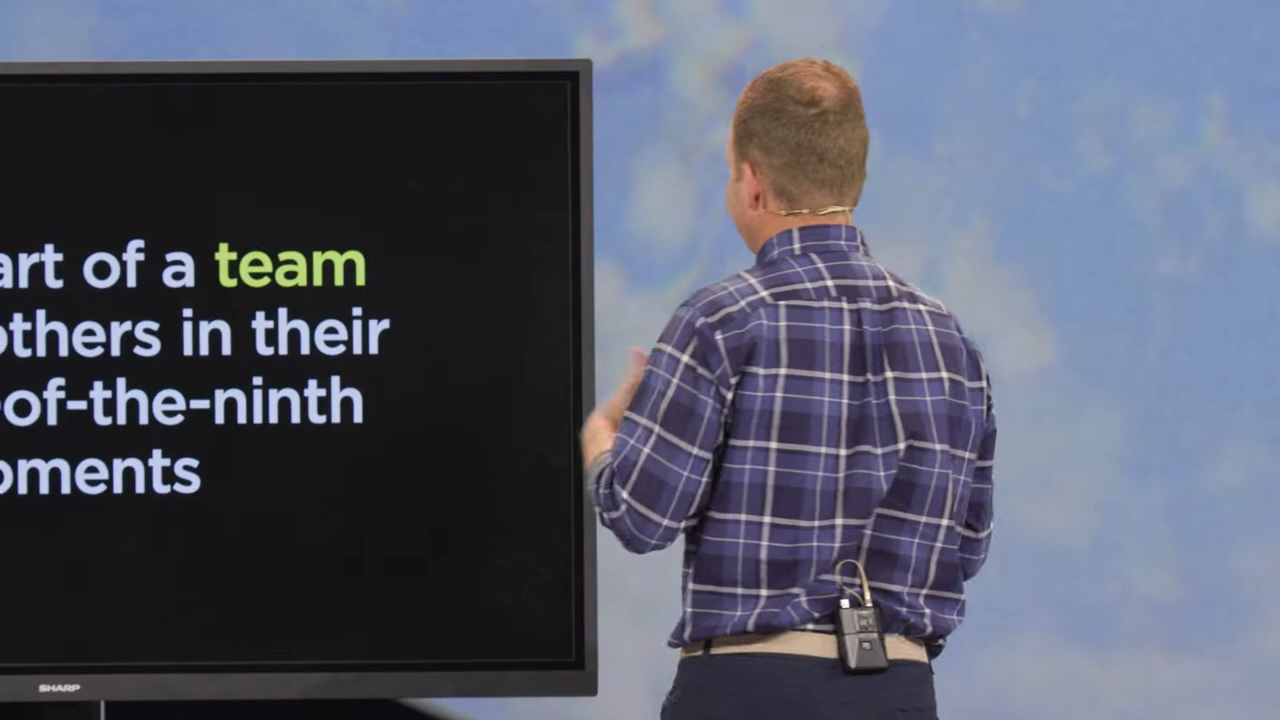 art of a team
others in their
-of-the-ninth
oments
SHARP